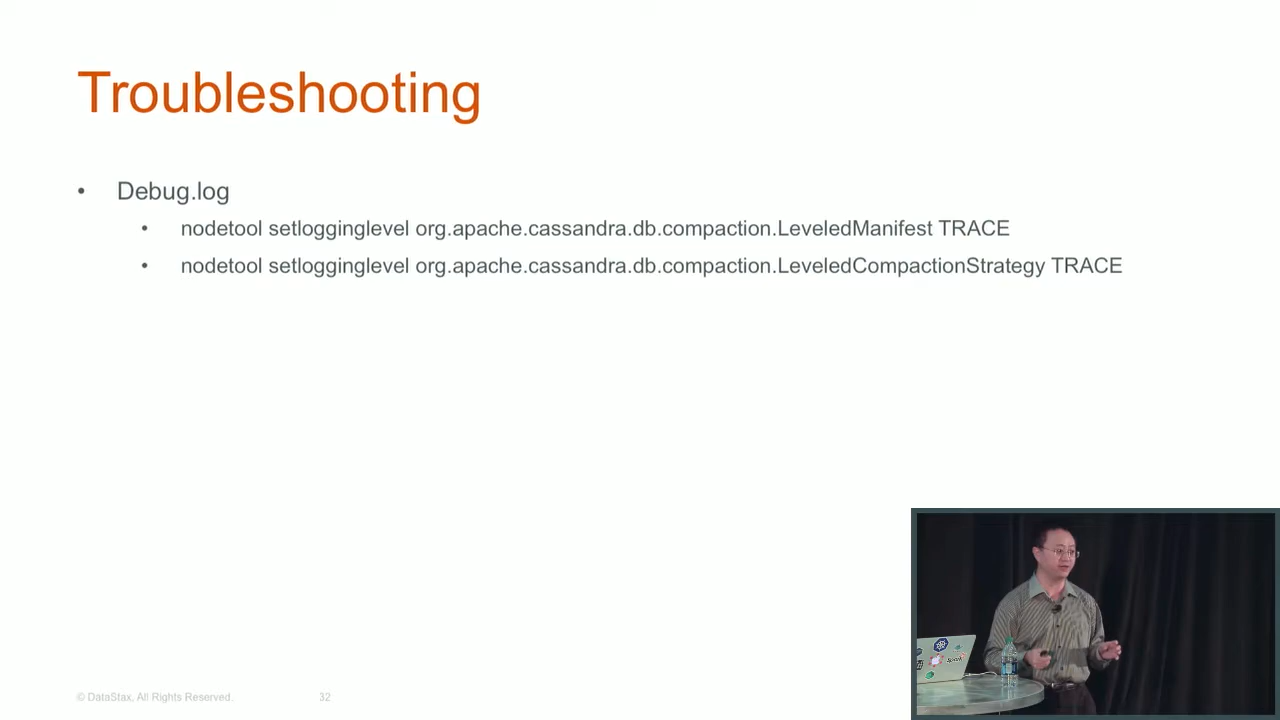 Troubleshooting
• Debug.log
• nodetool setlogginglevel org.apache.cassandra.db.compaction.LeveledManifest TRACE
• nodetool setlogginglevel org.apache.cassandra.db.compaction.LeveledCompactionStrategy TRACE
© DataStax, All Rights Reserved. 32
Spark